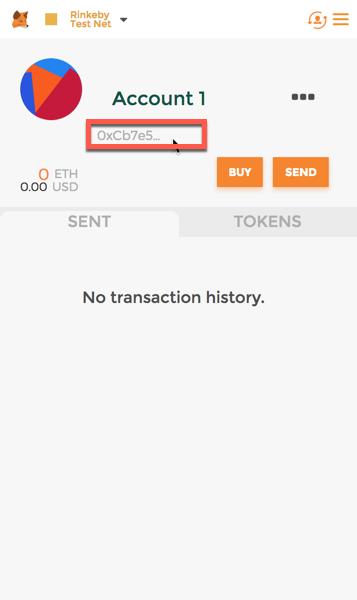 Rinkeby
Test Net
Account 1
0xCb7e5...
0 ETH
0.00 USD
BUY
SEND
SENT
TOKENS
No transaction history.